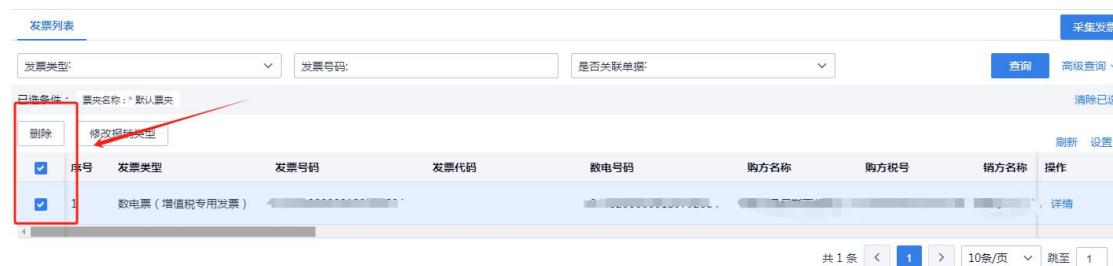 发票列表
采集发票
发票类型:
发票号码:
是否关联单据:
查询
高级查询
已选条件：
票夹名称：* 默认票夹
清除已选
删除
修改报销类型
刷新 设置
序号 发票类型 发票号码 发票代码 数电号码 购方名称 购方税号 销方名称 操作
1 数电票（增值税专用发票） 详情
共 1 条 < 1 > 10条/页 跳至 1